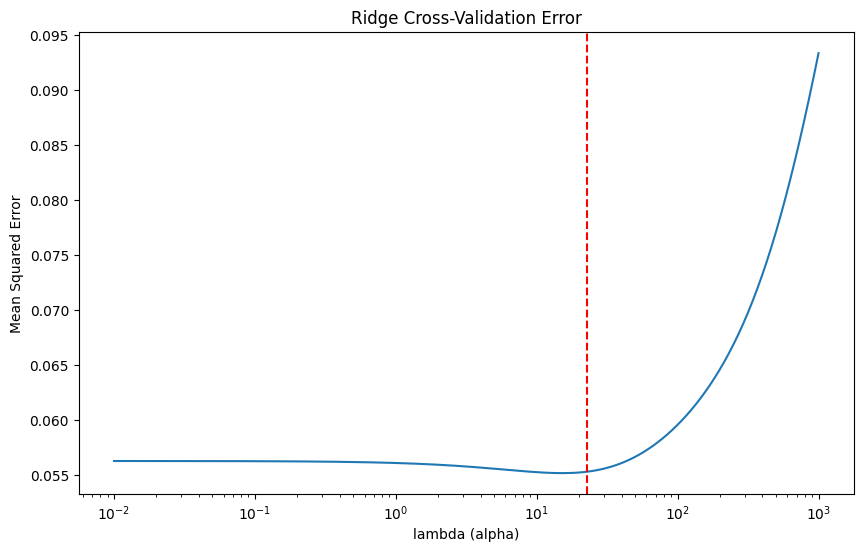 Ridge Cross-Validation Error
Mean Squared Error
0.095
0.090
0.085
0.080
0.075
0.070
0.065
0.060
0.055
10⁻² 10⁻¹ 10⁰ 10¹ 10² 10³
lambda (alpha)